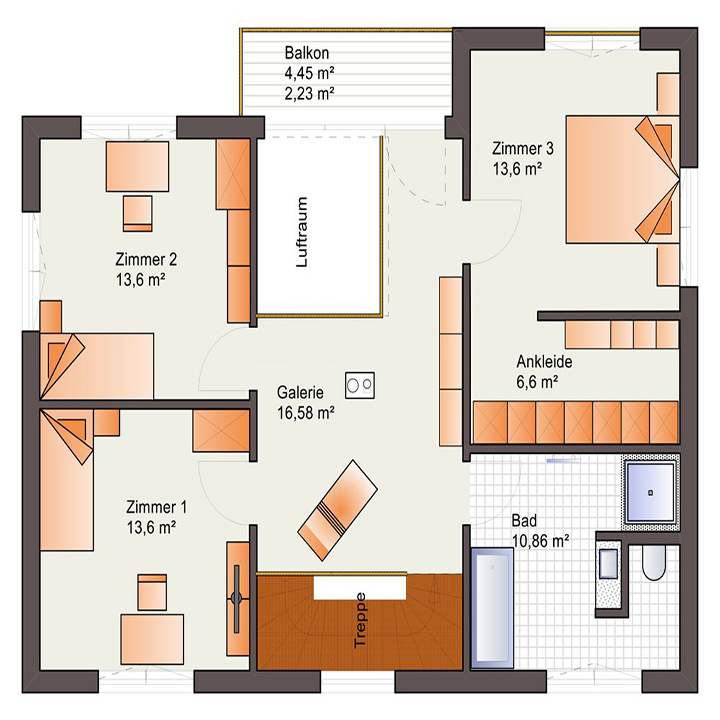 Balkon
4,45 m²
2,23 m²
Zimmer 3
13,6 m²
Luftraum
Zimmer 2
13,6 m²
Ankleide
6,6 m²
Galerie
16,58 m²
Zimmer 1
13,6 m²
Bad
10,86 m²
Treppe